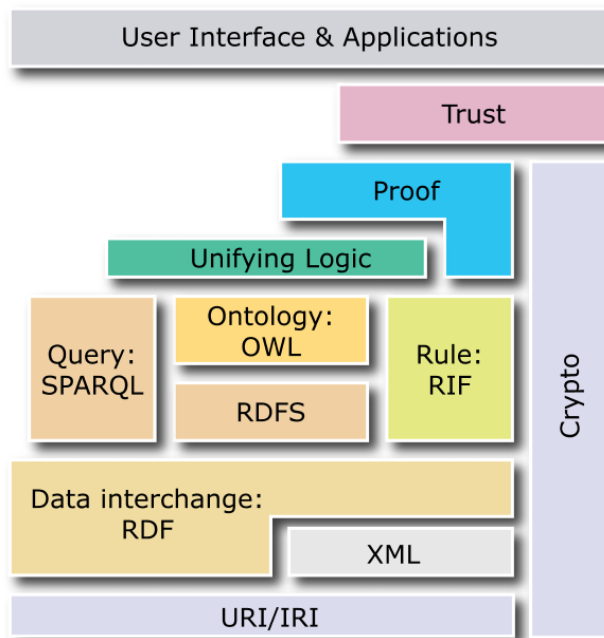 User Interface & Applications
Trust
Proof
Unifying Logic
Query:
SPARQL
Ontology:
OWL
RDFS
Rule:
RIF
Crypto
Data interchange:
RDF
XML
URI/IRI